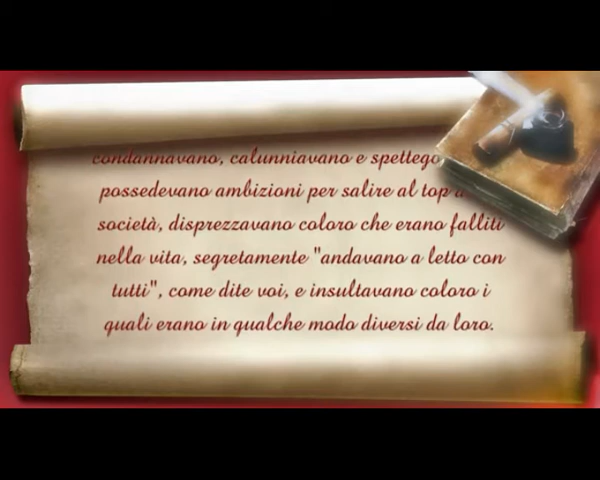 condannavano, calunniavano e spettego
possedevano ambizioni per salire al top
società, disprezzavano coloro che erano falliti
nella vita, segretamente "andavano a letto con
tutti", come dite voi, e insultavano coloro i
quali erano in qualche modo diversi da loro.